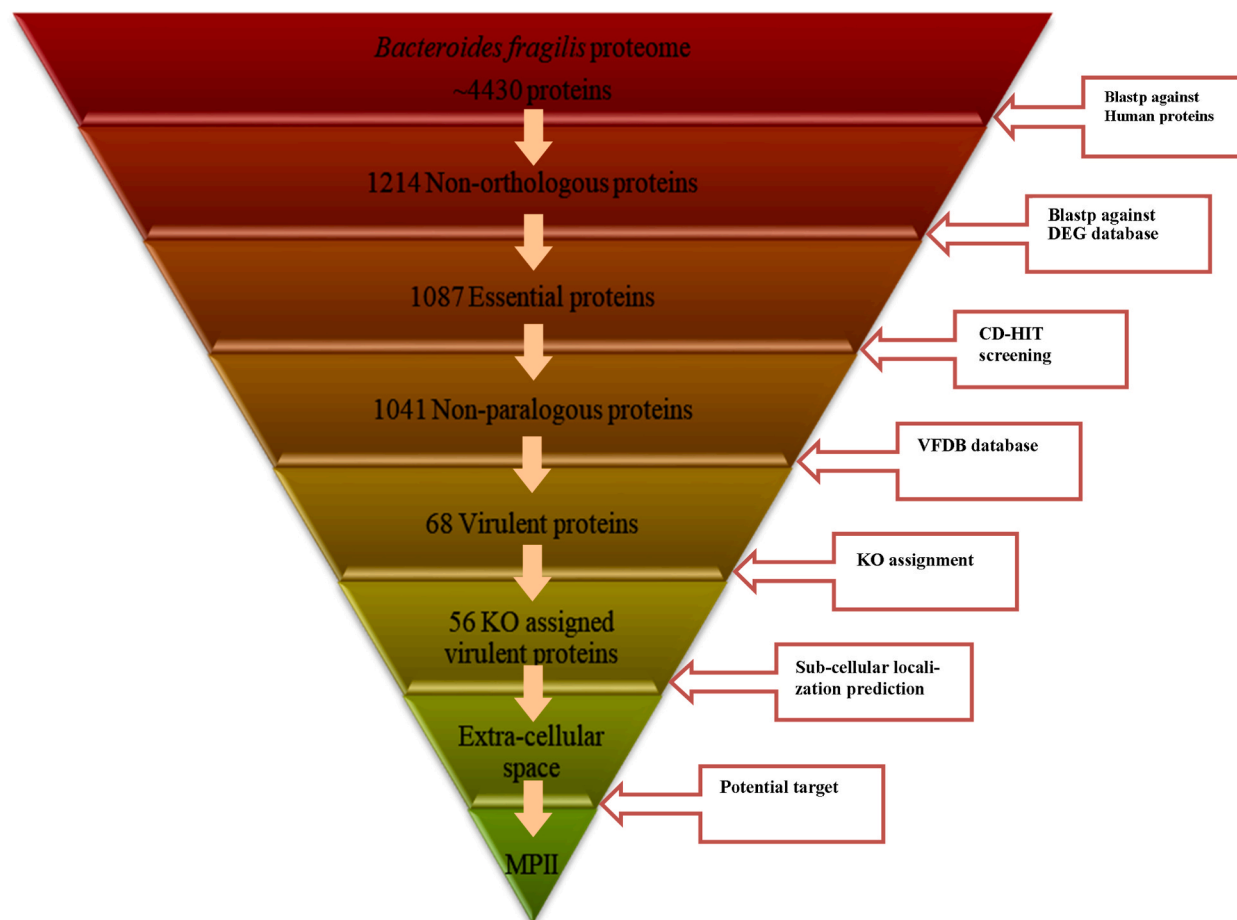 Bacteroides fragilis proteome
~4430 proteins
Blastp against
Human proteins
1214 Non-orthologous proteins
Blastp against
DEG database
1087 Essential proteins
CD-HIT
screening
1041 Non-paralogous proteins
VFDB database
68 Virulent proteins
KO assignment
56 KO assigned
virulent proteins
Sub-cellular locali-
zation prediction
Extra-cellular
space
Potential target
MPII